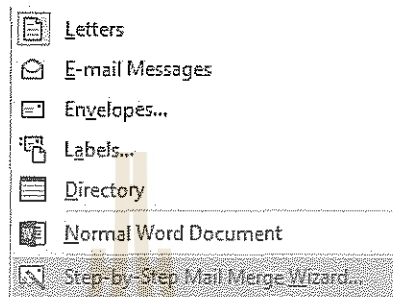 Letters
E-mail Messages
Envelopes...
Labels...
Directory
Normal Word Document
Step-by-Step Mail Merge Wizard...